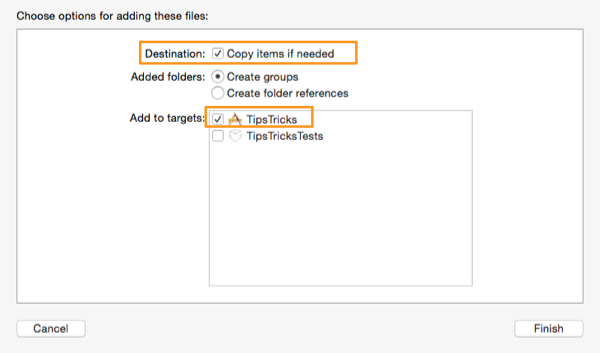 Choose options for adding these files:
Destination: Copy items if needed
Added folders: Create groups
Create folder references
Add to targets: TipsTricks
TipsTricksTests
Cancel Finish